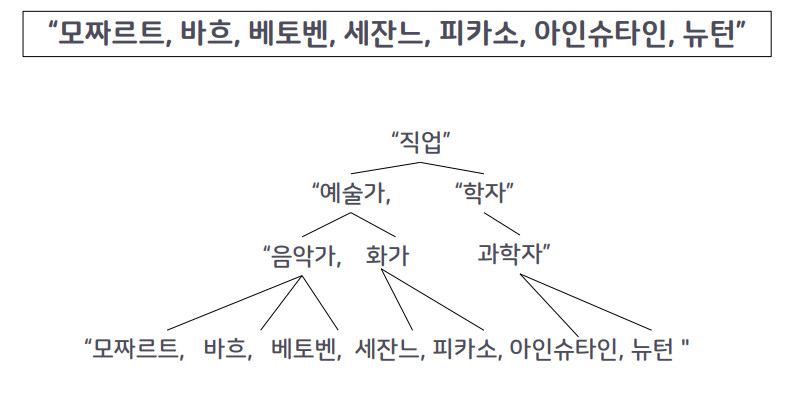 “모짜르트, 바흐, 베토벤, 세잔느, 피카소, 아인슈타인, 뉴턴”
“직업”
“예술가, “학자”
“음악가, 화가 과학자”
“모짜르트, 바흐, 베토벤, 세잔느, 피카소, 아인슈타인, 뉴턴 "